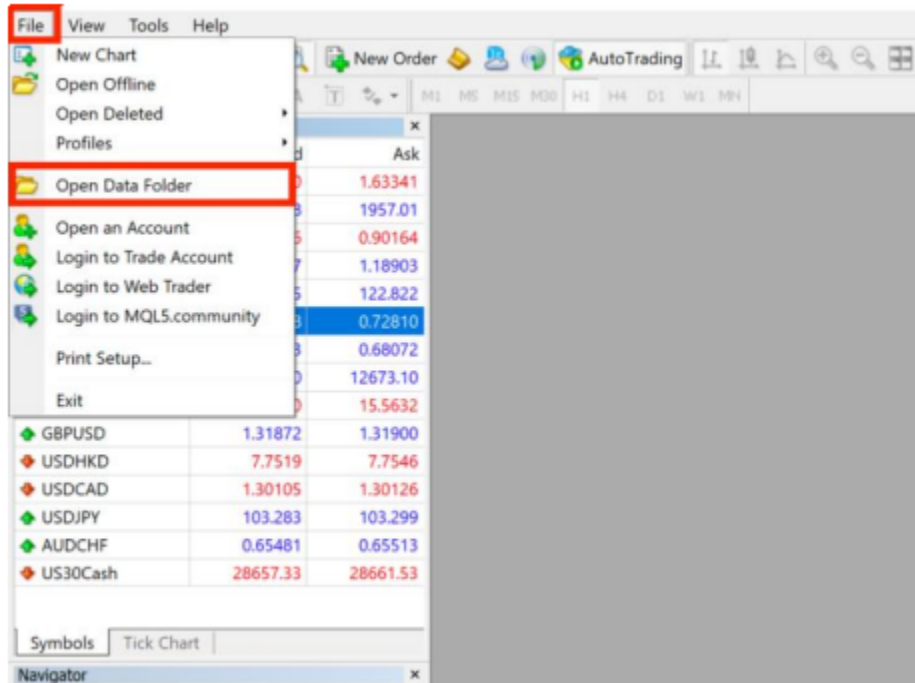 File View Tools Help
New Chart
New Order AutoTrading
Open Offline
T M1 M5 M15 M30 H1 H4 D1 W1 MN
Open Deleted
Profiles
Ask
Open Data Folder
1.63341
1957.01
Open an Account
0.90164
Login to Trade Account
1.18903
Login to Web Trader
122.822
Login to MQL5.community
0.72810
Print Setup...
0.68072
12673.10
Exit
15.5632
GBPUSD 1.31872 1.31900
USDHKD 7.7519 7.7546
USDCAD 1.30105 1.30126
USDJPY 103.283 103.299
AUDCHF 0.65481 0.65513
US30Cash 28657.33 28661.53
Symbols Tick Chart
Navigator